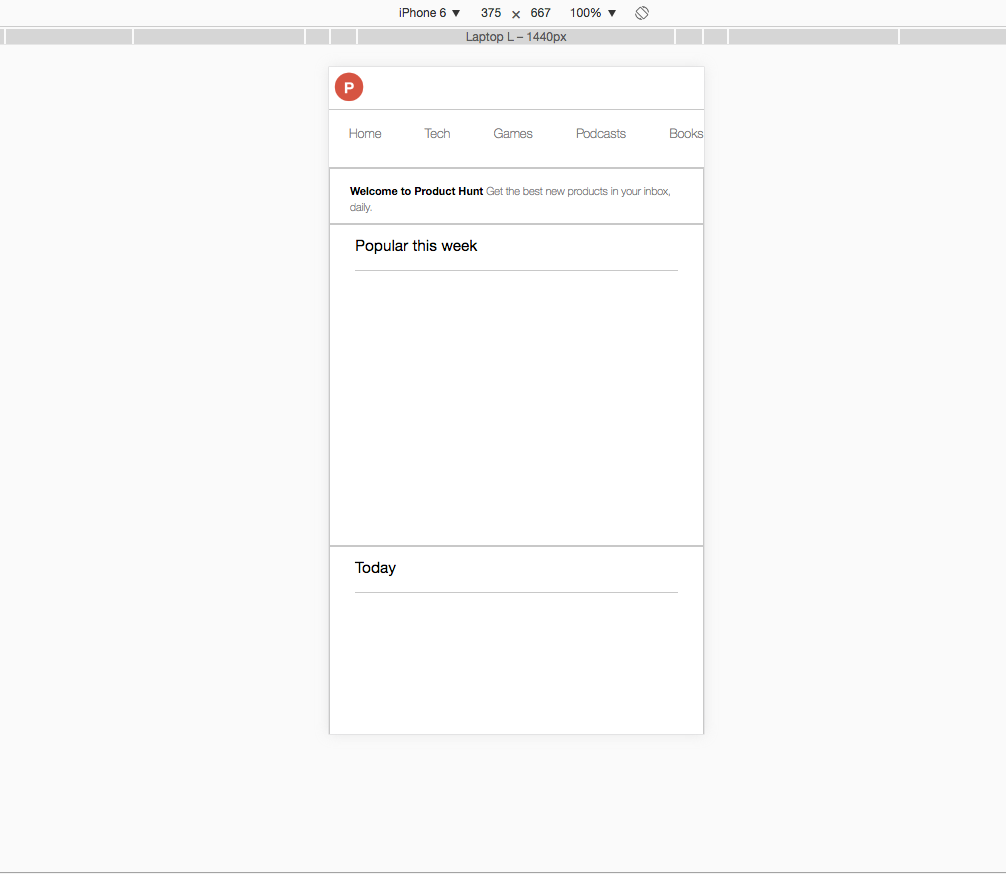 iPhone 6 ▼ 375 × 667 100% ▼
Laptop L – 1440px
P
Home Tech Games Podcasts Books
Welcome to Product Hunt Get the best new products in your inbox,
daily.
Popular this week
Today